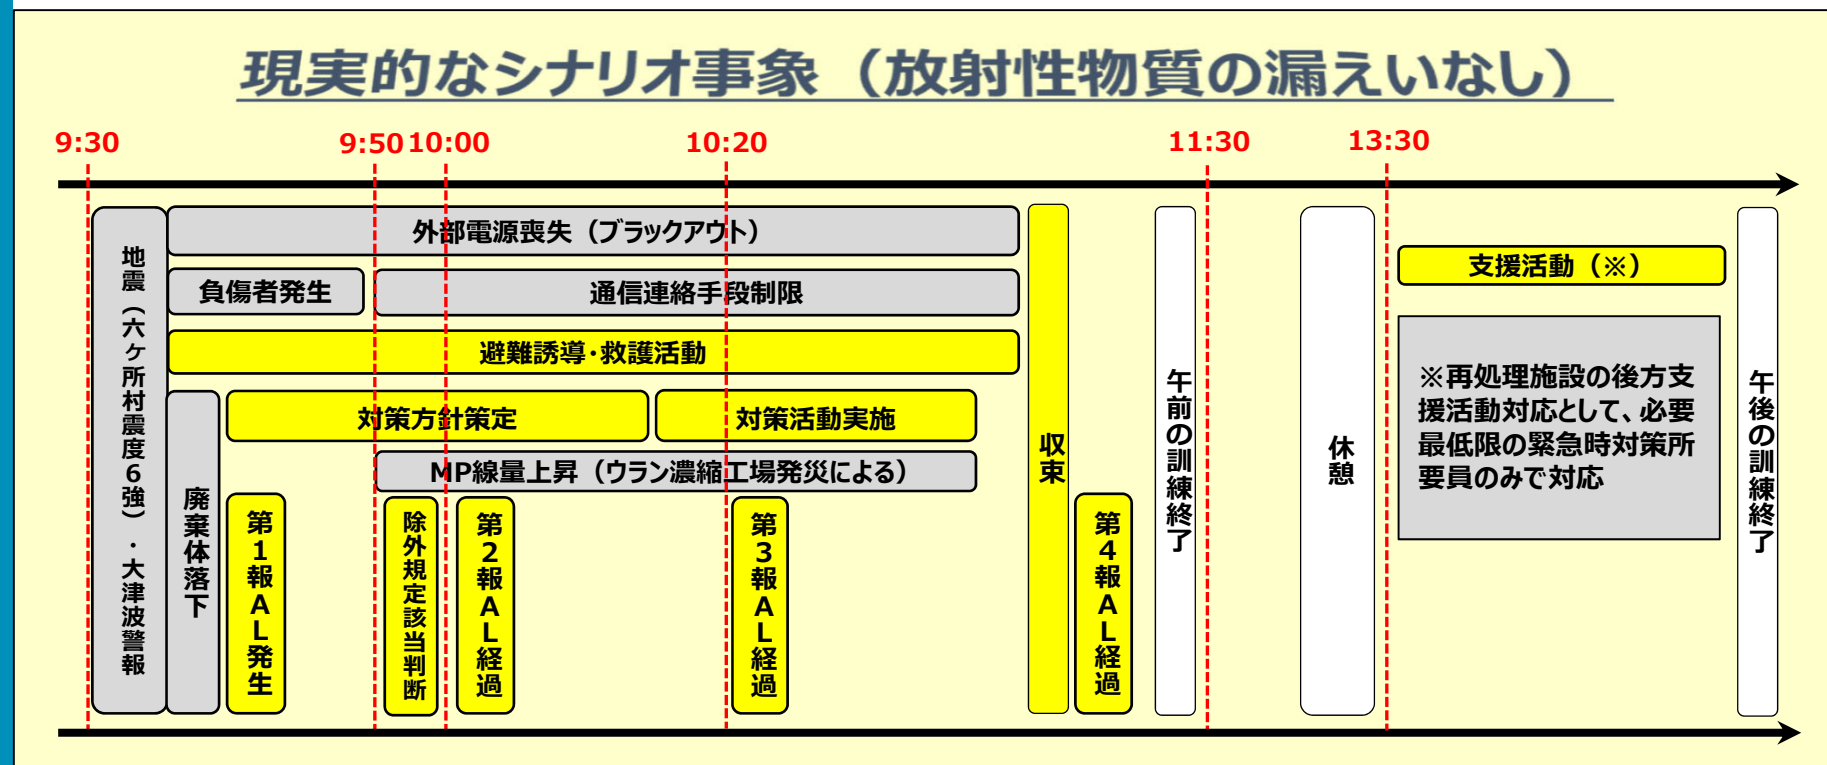 現実的なシナリオ事象（放射性物質の漏えいなし）
9:30
9:50
10:00
10:20
11:30
13:30
地震（六ケ所村震度6強）・大津波警報
外部電源喪失（ブラックアウト）
負傷者発生
通信連絡手段制限
避難誘導・救護活動
廃棄体落下
対策方針策定
対策活動実施
MP線量上昇（ウラン濃縮工場発災による）
第1報AL発生
除外規定該当判断
第2報AL経過
第3報AL経過
収束
第4報AL経過
午前の訓練終了
休憩
支援活動（※）
※再処理施設の後方支
援活動対応として、必要
最低限の緊急時対策所
要員のみで対応
午後の訓練終了